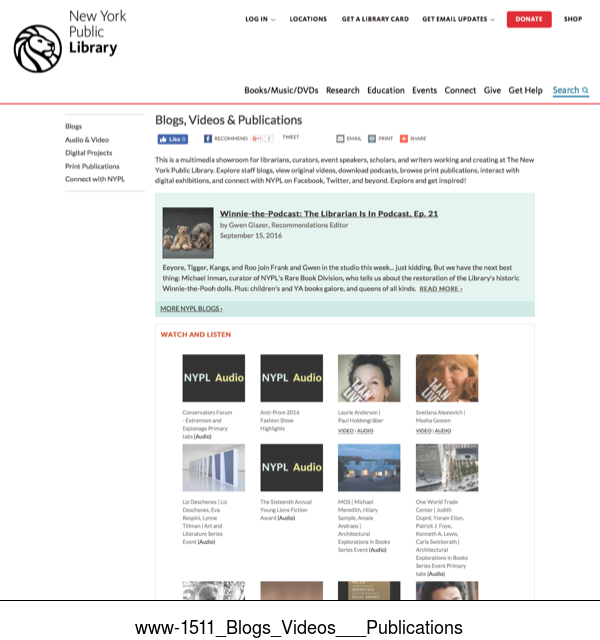 New York
Public
Library
LOG IN
LOCATIONS
GET A LIBRARY CARD
GET EMAIL UPDATES
DONATE
SHOP
Books/Music/DVDs Research Education Events Connect Give Get Help Search
Blogs
Audio & Video
Digital Projects
Print Publications
Connect with NYPL
Blogs, Videos & Publications
Like 0
RECOMMEND
TWEET
EMAIL
PRINT
SHARE
This is a multimedia showroom for librarians, curators, event speakers, scholars, and writers working and creating at The New
York Public Library. Explore staff blogs, view original videos, download podcasts, browse print publications, interact with
digital exhibitions, and connect with NYPL on Facebook, Twitter, and beyond. Explore and get inspired!
Winnie-the-Podcast: The Librarian Is In Podcast, Ep. 21
by Gwen Glazer, Recommendations Editor
September 15, 2016
Eeyore, Tigger, Kanga, and Roo join Frank and Gwen in the studio this week... just kidding. But we have the next best
thing: Michael Inman, curator of NYPL's Rare Book Division, who tells us about the restoration of the Library's historic
Winnie-the-Pooh dolls. Plus: children's and YA books galore, and queens of all kinds. READ MORE ›
MORE NYPL BLOGS ›
WATCH AND LISTEN
NYPL Audio
NYPL Audio
Conservators Forum
- Extremism and
Espionage Primary
tabs (Audio)
Anti-Prom 2016
Fashion Show
Highlights
Laurie Anderson |
Paul Holdengräber
VIDEO | AUDIO
Svetlana Alexievich |
Masha Gessen
VIDEO | AUDIO
NYPL Audio
Liz Deschenes | Liz
Deschenes, Eva
Respini, Lynne
Tillman | Art and
Literature Series
Event (Audio)
The Sixteenth Annual
Young Lions Fiction
Award (Audio)
MOS | Michael
Meredith, Hilary
Sample, Amale
Andraos |
Architectural
Explorations in Books
Series Event (Audio)
One World Trade
Center | Judith
Dupré, Yoram Eilon,
Patrick J. Foye,
Kenneth A. Lewis,
Carla Swickerath |
Architectural
Explorations in Books
Series Event Primary
tabs (Audio)
www-1511_Blogs_Videos___Publications